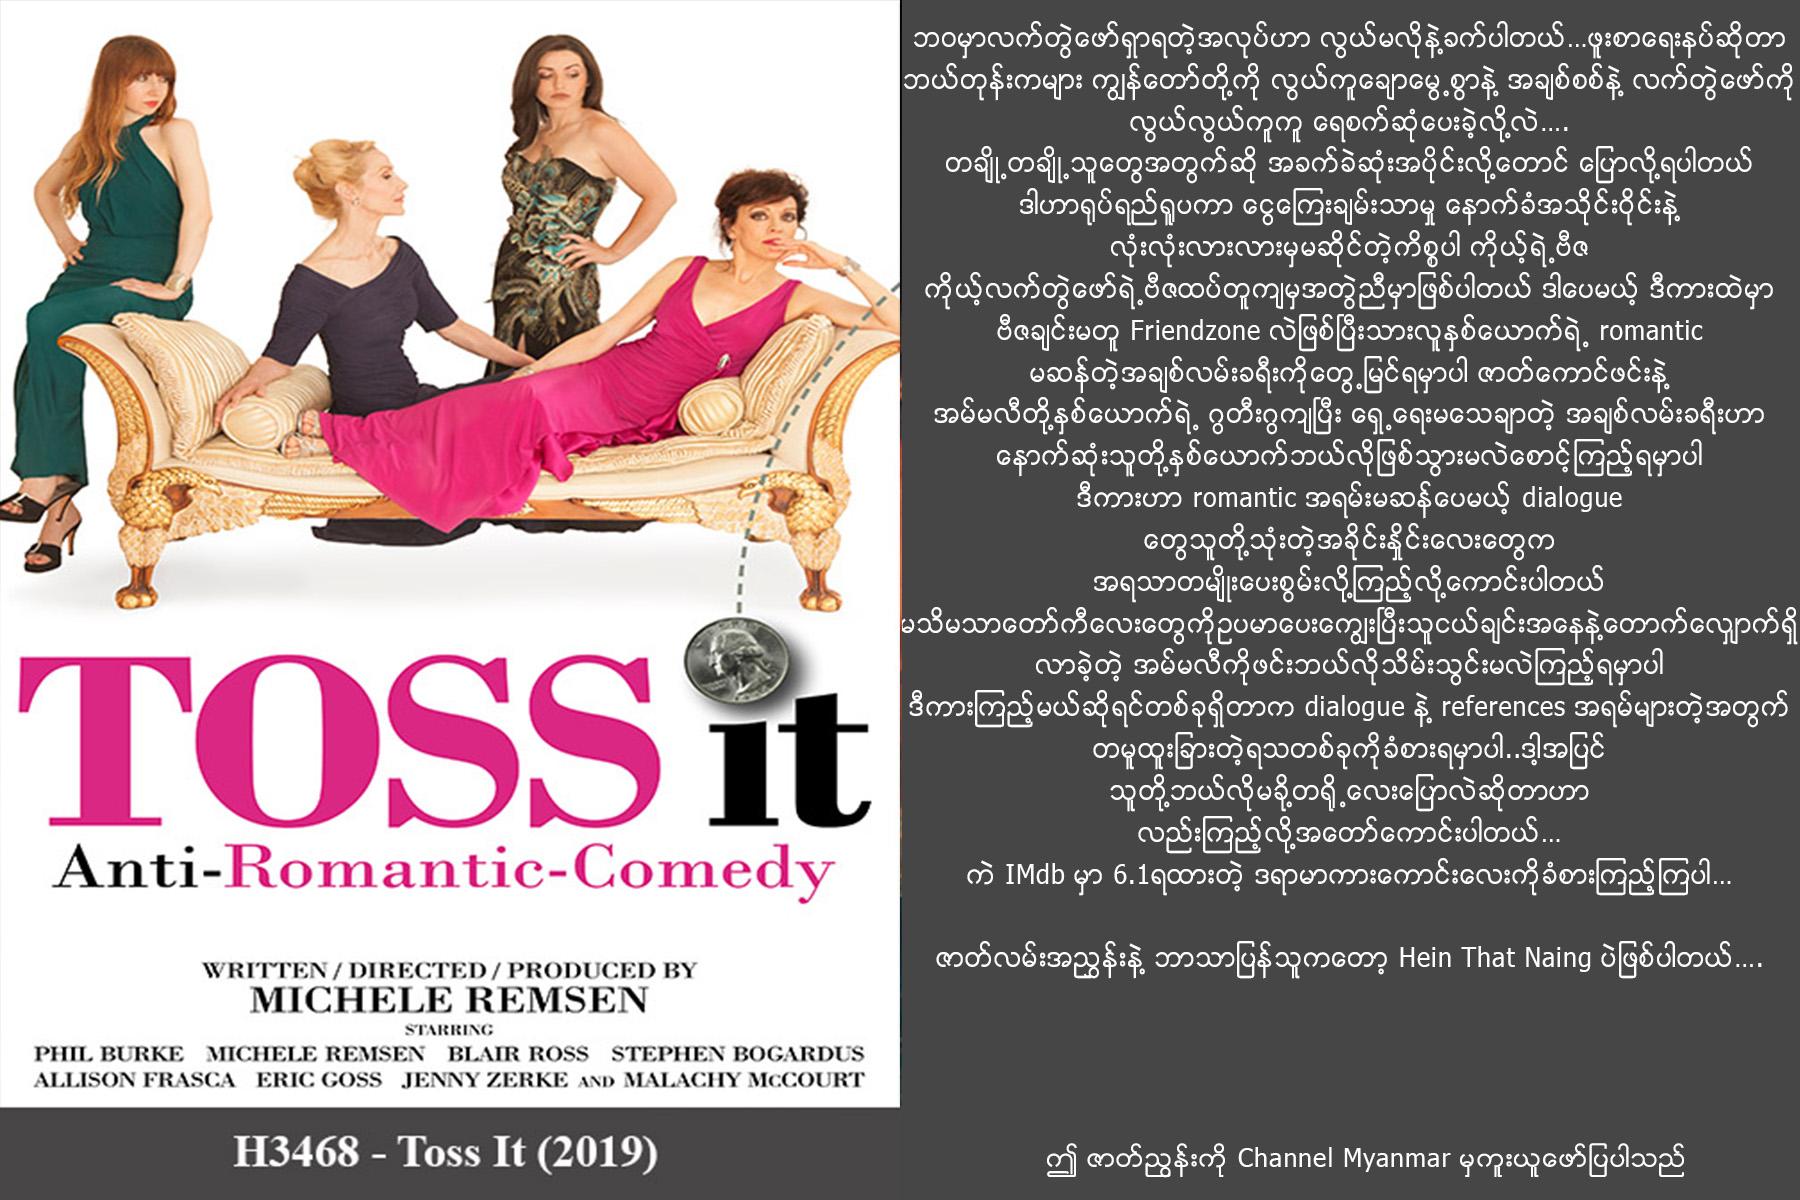 TOSS it
Anti-Romantic-Comedy
WRITTEN / DIRECTED / PRODUCED BY
MICHELE REMSEN
STARRING
PHIL BURKE MICHELE REMSEN BLAIR ROSS STEPHEN BOGARDUS
ALLISON FRASCA ERIC GOSS JENNY ZERKE AND MALACHY McCOURT
H3468 - Toss It (2019)
ဘဝမှာလက်တွဲဖော်ရှာရတဲ့အလုပ်ဟာ လွယ်မလိုနဲ့ခက်ပါတယ်...ဖူးစာရေးနပ်ဆိုတာ
ဘယ်တုန်းကများ ကျွန်တော်တို့ကို လွယ်ကူချောမွေ့စွာနဲ့ အချစ်စစ်နဲ့ လက်တွဲဖော်ကို
လွယ်လွယ်ကူကူ ရေစက်ဆုံပေးခဲ့လို့လဲ....
တချို့တချို့သူတွေအတွက်ဆို အခက်ခဲဆုံးအပိုင်းလို့တောင် ပြောလို့ရပါတယ်
ဒါဟာရုပ်ရည်ရူပကာ ငွေကြေးချမ်းသာမှု နောက်ခံအသိုင်းဝိုင်းနဲ့
လုံးလုံးလားလားမှမဆိုင်တဲ့ကိစ္စပါ ကိုယ့်ရဲ့ဗီဇ
ကိုယ့်လက်တွဲဖော်ရဲ့ဗီဇထပ်တူကျမှအတွဲညီမှာဖြစ်ပါတယ် ဒါပေမယ့် ဒီကားထဲမှာ
ဗီဇချင်းမတူ Friendzone လဲဖြစ်ပြီးသားလူနှစ်ယောက်ရဲ့ romantic
မဆန်တဲ့အချစ်လမ်းခရီးကိုတွေ့မြင်ရမှာပါ ဇာတ်ကောင်ဖင်းနဲ့
အမ်မလီတို့နှစ်ယောက်ရဲ့ ဂွတီးဂွကျပြီး ရှေ့ရေးမသေချာတဲ့ အချစ်လမ်းခရီးဟာ
နောက်ဆုံးသူတို့နှစ်ယောက်ဘယ်လိုဖြစ်သွားမလဲစောင့်ကြည့်ရမှာပါ
ဒီကားဟာ romantic အရမ်းမဆန်ပေမယ့် dialogue
တွေသူတို့သုံးတဲ့အခိုင်းနှိုင်းလေးတွေက
အရသာတမျိုးပေးစွမ်းလို့ကြည့်လို့ကောင်းပါတယ်
မသိမသာတော်ကီလေးတွေကိုဥပမာပေးကျွေးပြီးသူငယ်ချင်းအနေနဲ့တောက်လျှောက်ရှိ
လာခဲ့တဲ့ အမ်မလီကိုဖင်းဘယ်လိုသိမ်းသွင်းမလဲကြည့်ရမှာပါ
ဒီကားကြည့်မယ်ဆိုရင်တစ်ခုရှိတာက dialogue နဲ့ references အရမ်များတဲ့အတွက်
တမူထူးခြားတဲ့ရသတစ်ခုကိုခံစားရမှာပါ..ဒါ့အပြင်
သူတို့ဘယ်လိုမခို့တရို့လေးပြောလဲဆိုတာဟာ
လည်းကြည့်လို့အတော်ကောင်းပါတယ်...
ကဲ IMdb မှာ 6.1ရထားတဲ့ ဒရာမာကားကောင်းလေးကိုခံစားကြည့်ကြပါ...
ဇာတ်လမ်းအညွှန်းနဲ့ ဘာသာပြန်သူကတော့ Hein That Naing ပဲဖြစ်ပါတယ်....
ဤ ဇာတ်ညွှန်းကို Channel Myanmar မှကူးယူဖော်ပြပါသည်